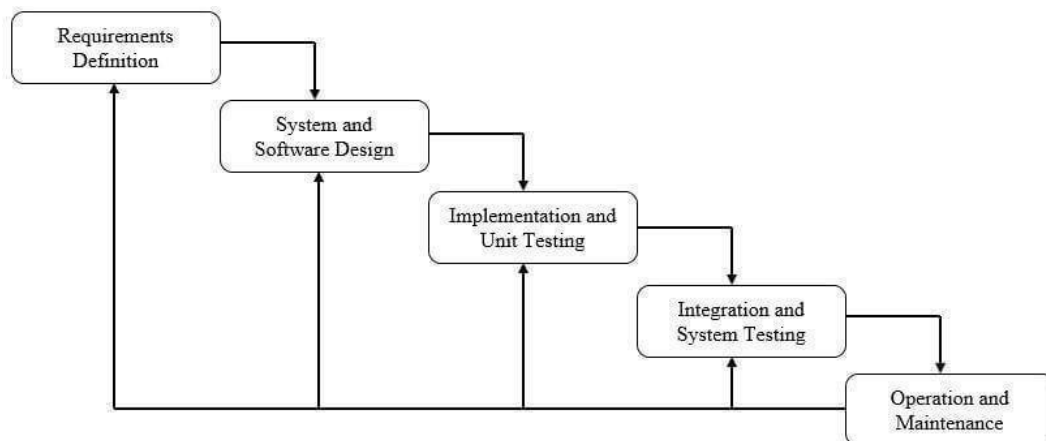 Requirements
Definition
System and
Software Design
Implementation and
Unit Testing
Integration and
System Testing
Operation and
Maintenance